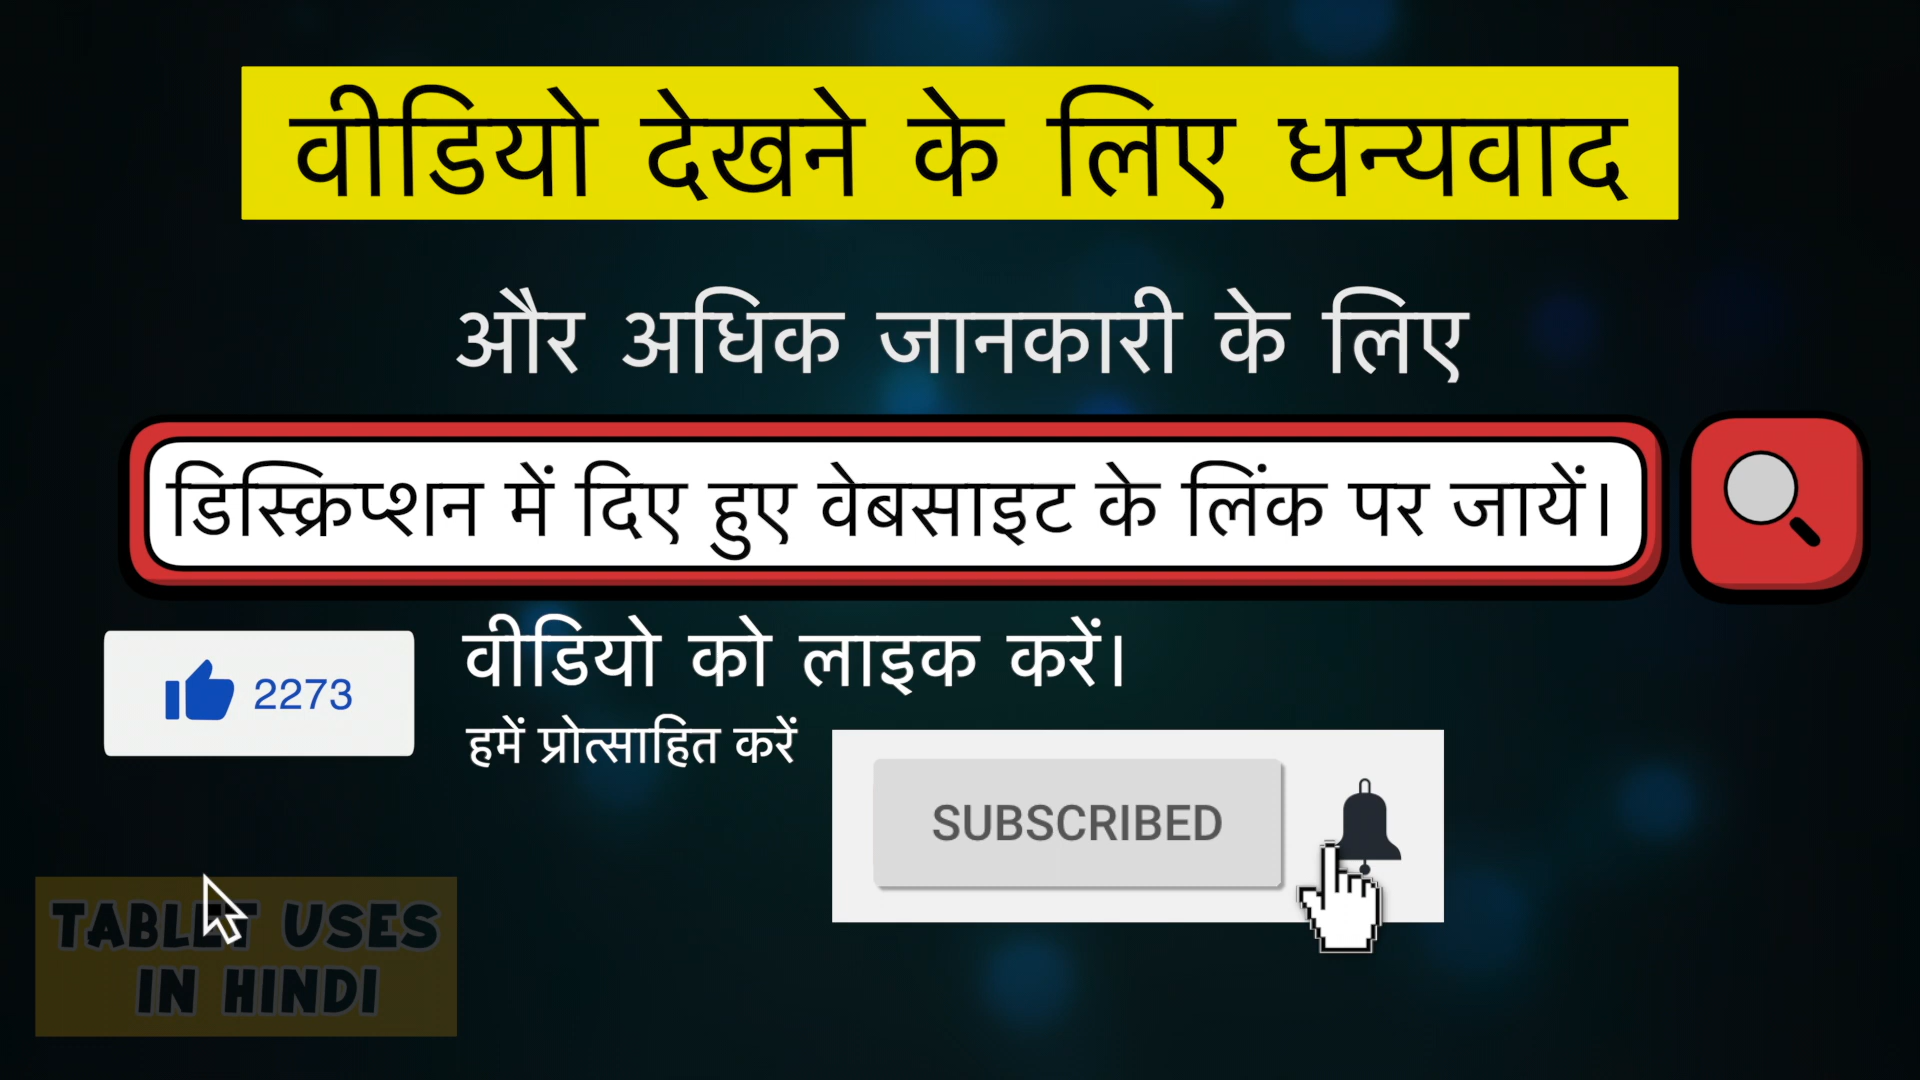 वीडियो देखने के लिए धन्यवाद
और अधिक जानकारी के लिए
डिस्क्रिप्शन में दिए हुए वेबसाइट के लिंक पर जायें।
2273
वीडियो को लाइक करें।
हमें प्रोत्साहित करें
SUBSCRIBED
TABLET USES
IN HINDI